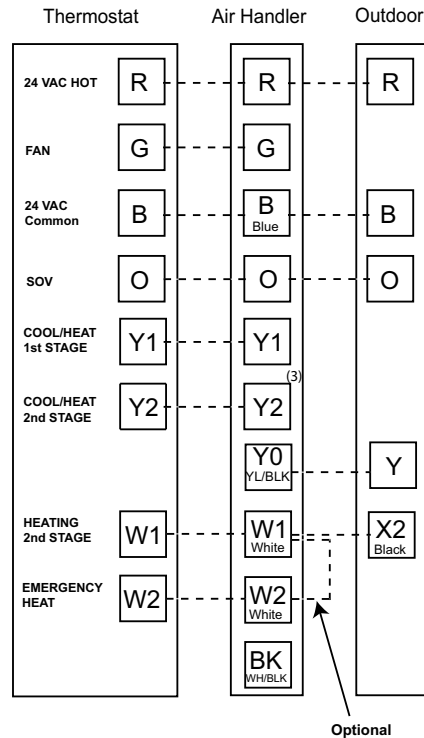 Thermostat Air Handler Outdoor
24 VAC HOT R R R
FAN G G
24 VAC
Common B B Blue B
SOV O O O
COOL/HEAT
1st STAGE Y1 Y1
(3)
COOL/HEAT
2nd STAGE Y2 Y2
Y0 Y
YL/BLK
HEATING
2nd STAGE W1 W1 X2
White Black
EMERGENCY
HEAT W2 W2
White
BK
WH/BLK
Optional